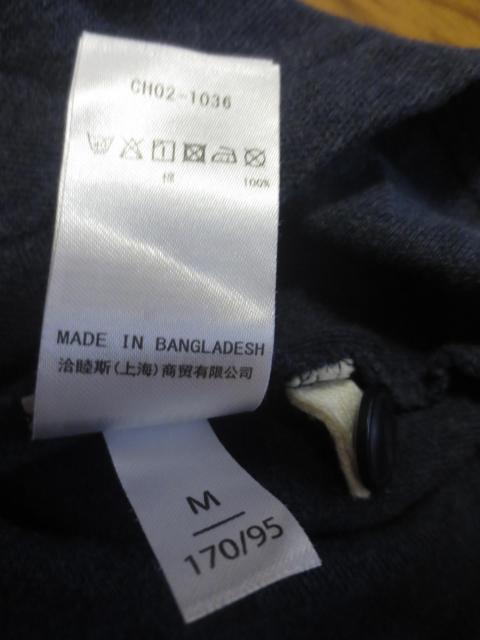 CH02-1036
棉 100%
MADE IN BANGLADESH
洽睦斯(上海)商贸有限公司
M
170/95